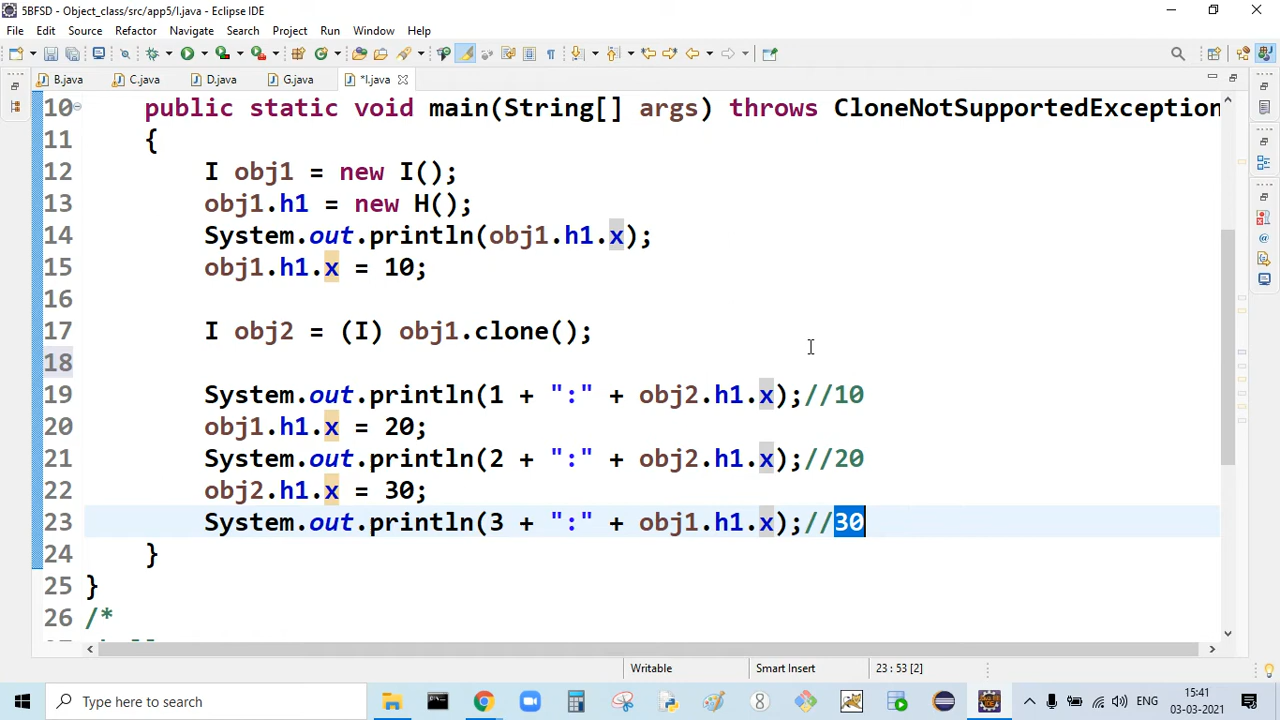 5BFSD - Object_class/src/app5/I.java - Eclipse IDE
File Edit Source Refactor Navigate Search Project Run Window Help
B.java C.java D.java G.java *I.java
10 public static void main(String[] args) throws CloneNotSupportedException
11 {
12 I obj1 = new I();
13 obj1.h1 = new H();
14 System.out.println(obj1.h1.x);
15 obj1.h1.x = 10;
16
17 I obj2 = (I) obj1.clone();
18
19 System.out.println(1 + ":" + obj2.h1.x);//10
20 obj1.h1.x = 20;
21 System.out.println(2 + ":" + obj2.h1.x);//20
22 obj2.h1.x = 30;
23 System.out.println(3 + ":" + obj1.h1.x);//30
24 }
25 }
26 /*
Writable Smart Insert 23 : 53 [2]
Type here to search
ENG 5:41
03-03-2021